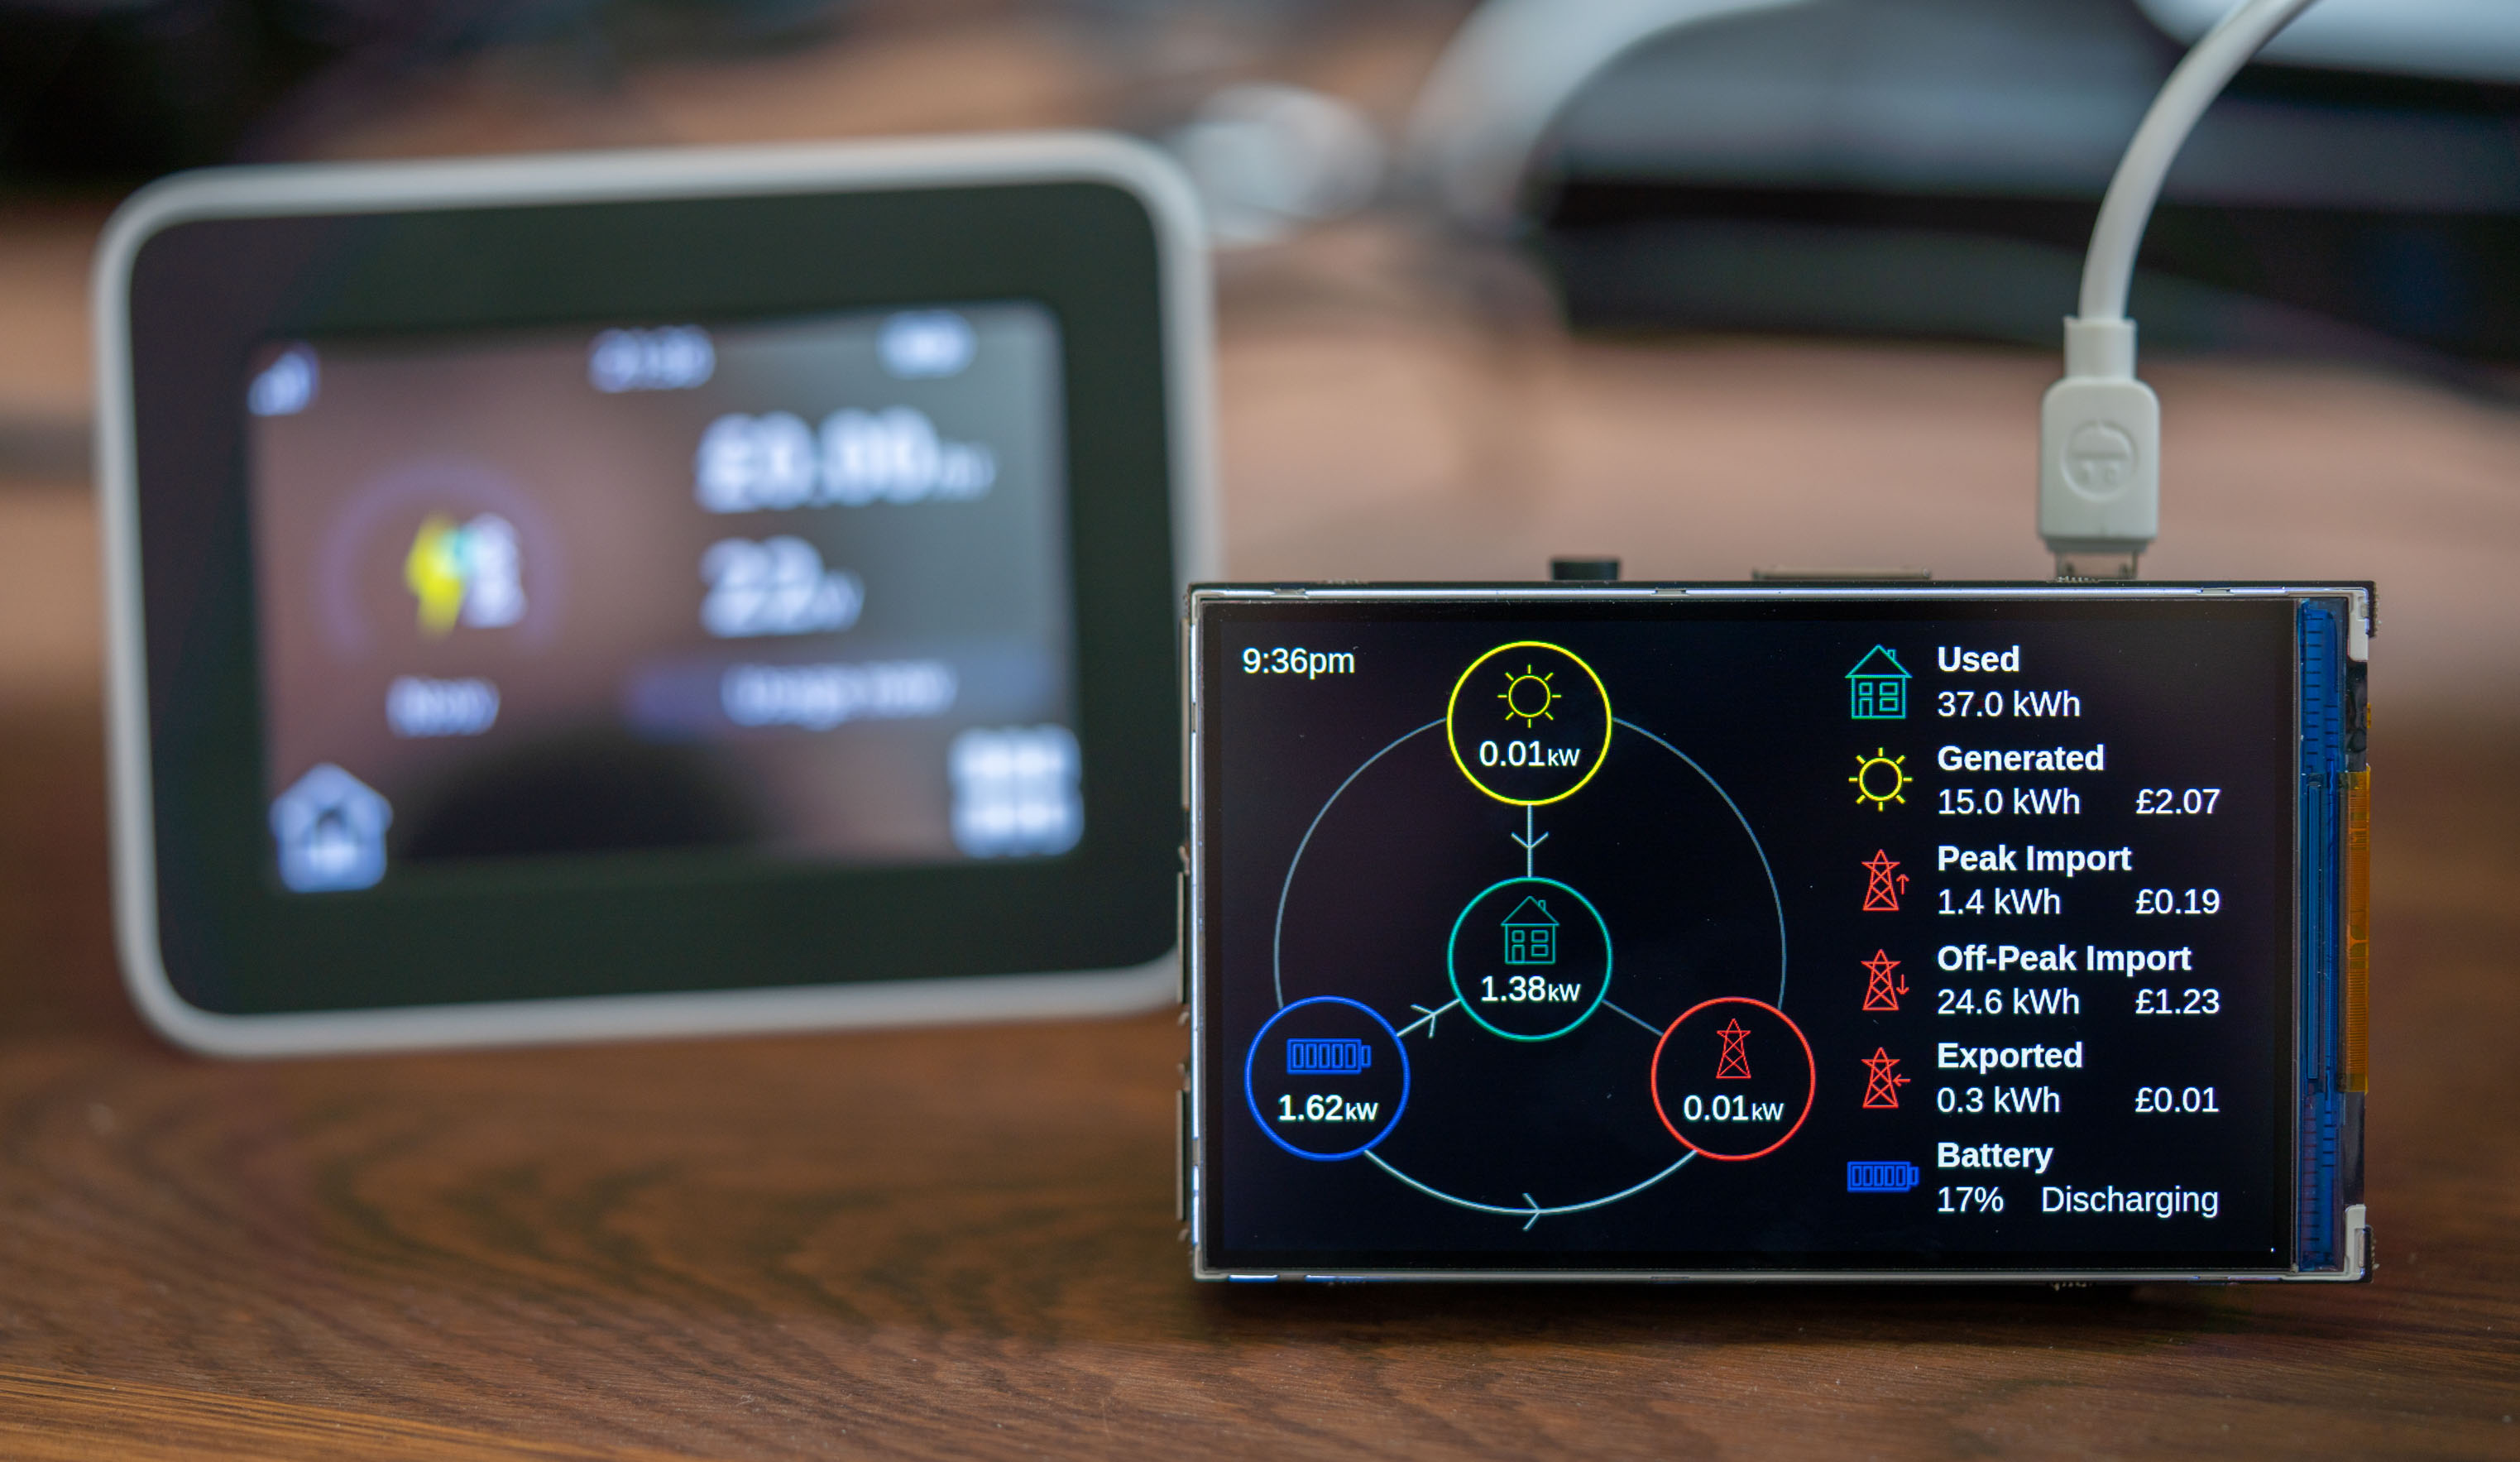 9:36pm
0.01kW
1.38kW
1.62kW
0.01kW
Used
37.0 kWh
Generated
15.0 kWh £2.07
Peak Import
1.4 kWh £0.19
Off-Peak Import
24.6 kWh £1.23
Exported
0.3 kWh £0.01
Battery
17% Discharging